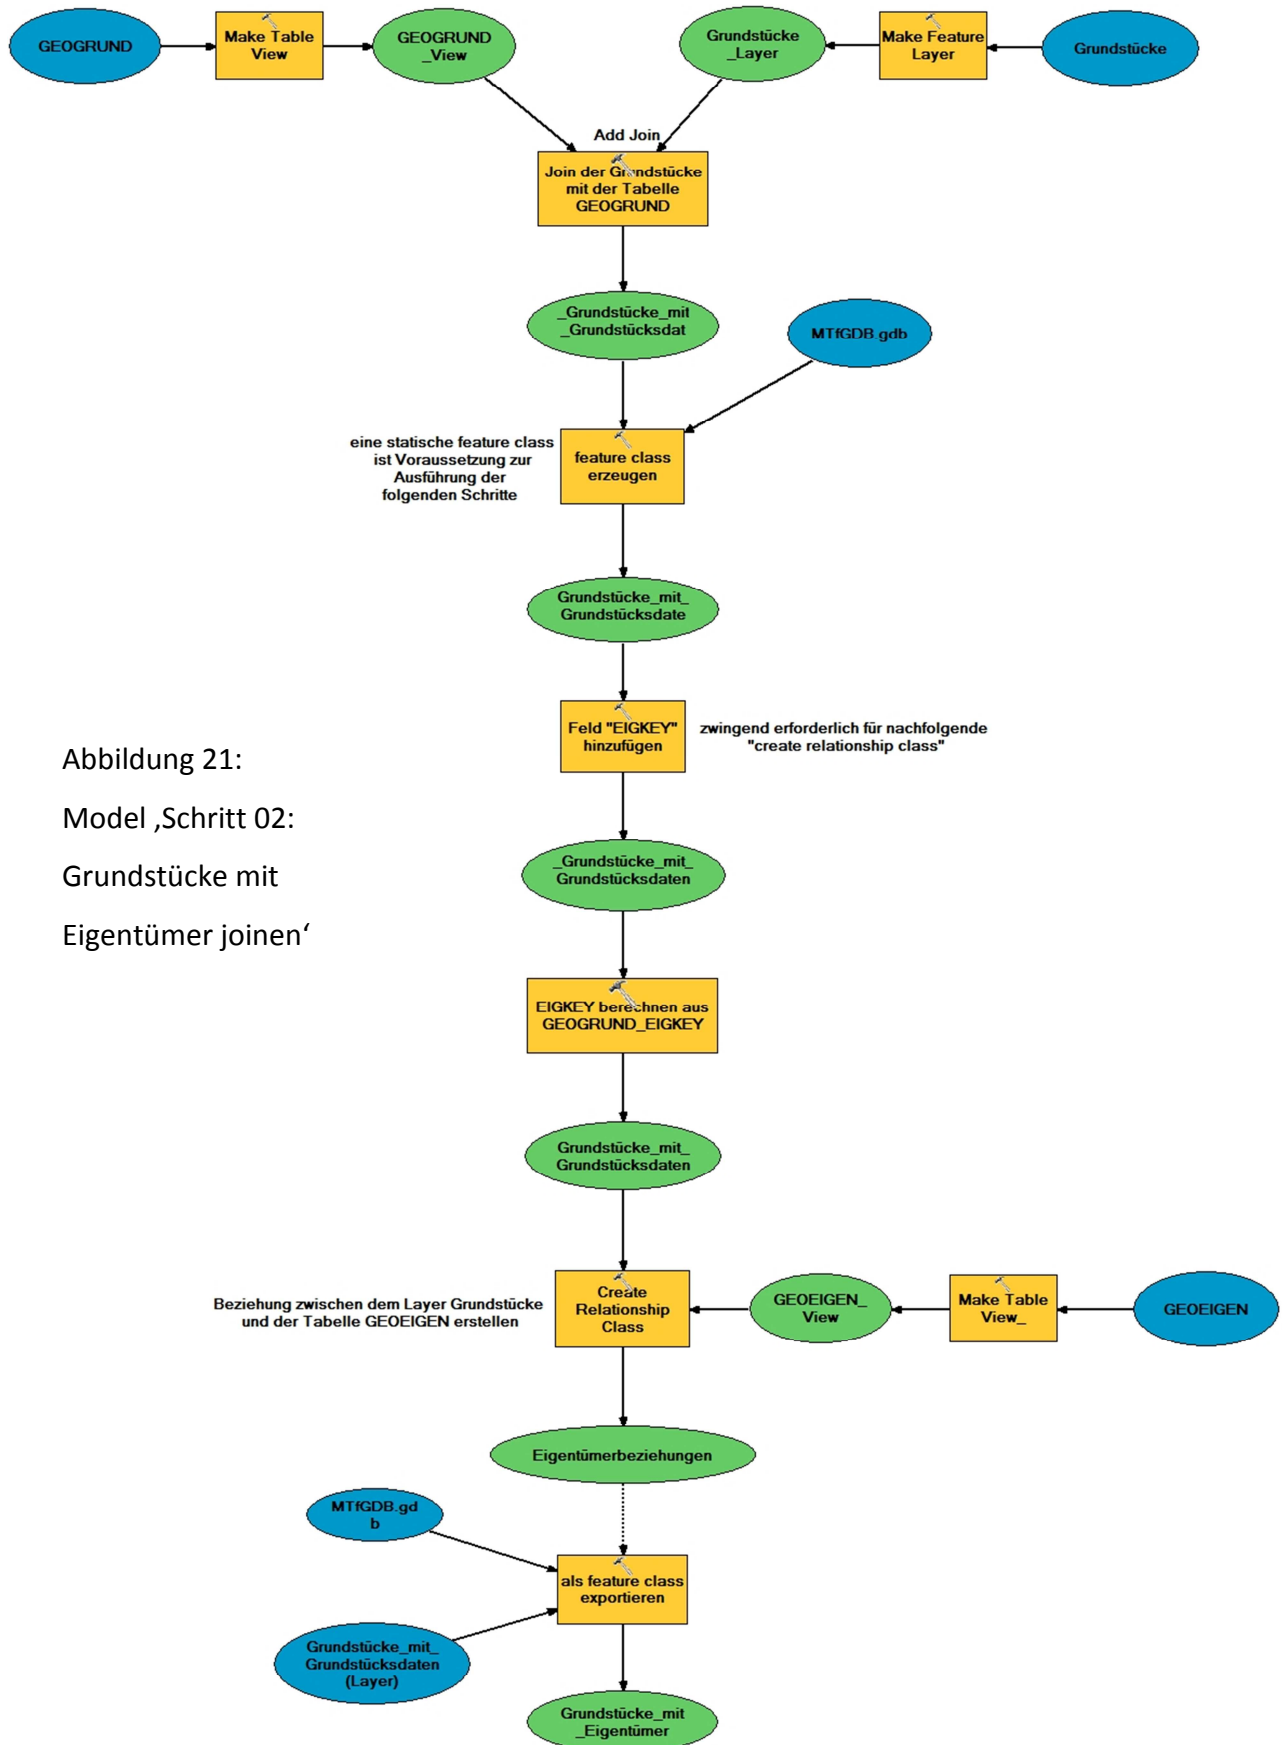 GEOGRUND
Make Table
View
GEOGRUND
_View
Grundstücke
_Layer
Make Feature
Layer
Grundstücke
Add Join
Join der Grundstücke
mit der Tabelle
GEOGRUND
_Grundstücke_mit
_Grundstücksdat
MTfGDB.gdb
eine statische feature class
ist Voraussetzung zur
Ausführung der
folgenden Schritte
feature class
erzeugen
Grundstücke_mit_
Grundstücksdate
Feld "EIGKEY"
hinzufügen
zwingend erforderlich für nachfolgende
"create relationship class"
Abbildung 21:
Model ‚Schritt 02:
Grundstücke mit
Eigentümer joinen‘
_Grundstücke_mit_
Grundstücksdaten
EIGKEY berechnen aus
GEOGRUND_EIGKEY
Grundstücke_mit_
Grundstücksdaten
Beziehung zwischen dem Layer Grundstücke
und der Tabelle GEOEIGEN erstellen
Create
Relationship
Class
GEOEIGEN_
View
Make Table
View_
GEOEIGEN
Eigentümerbeziehungen
MTfGDB.gd
b
als feature class
exportieren
Grundstücke_mit_
Grundstücksdaten
(Layer)
Grundstücke_mit
_Eigentümer